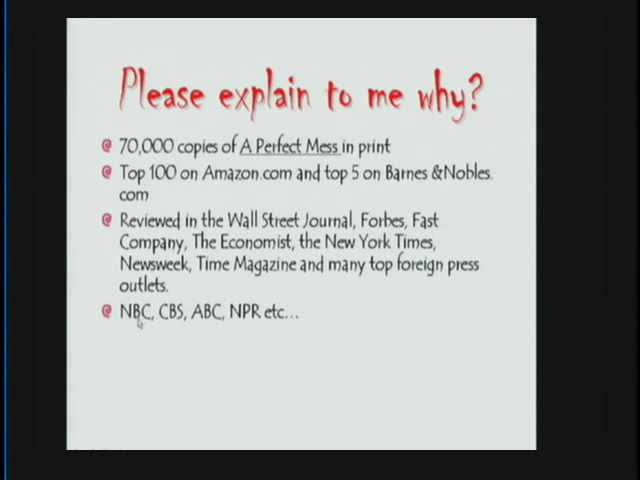 Please explain to me why?
70,000 copies of A Perfect Mess in print
Top 100 on Amazon.com and top 5 on Barnes &Nobles.
com
Reviewed in the Wall Street Journal, Forbes, Fast
Company, The Economist, the New York Times,
Newsweek, Time Magazine and many top foreign press
outlets.
NBC, CBS, ABC, NPR etc…